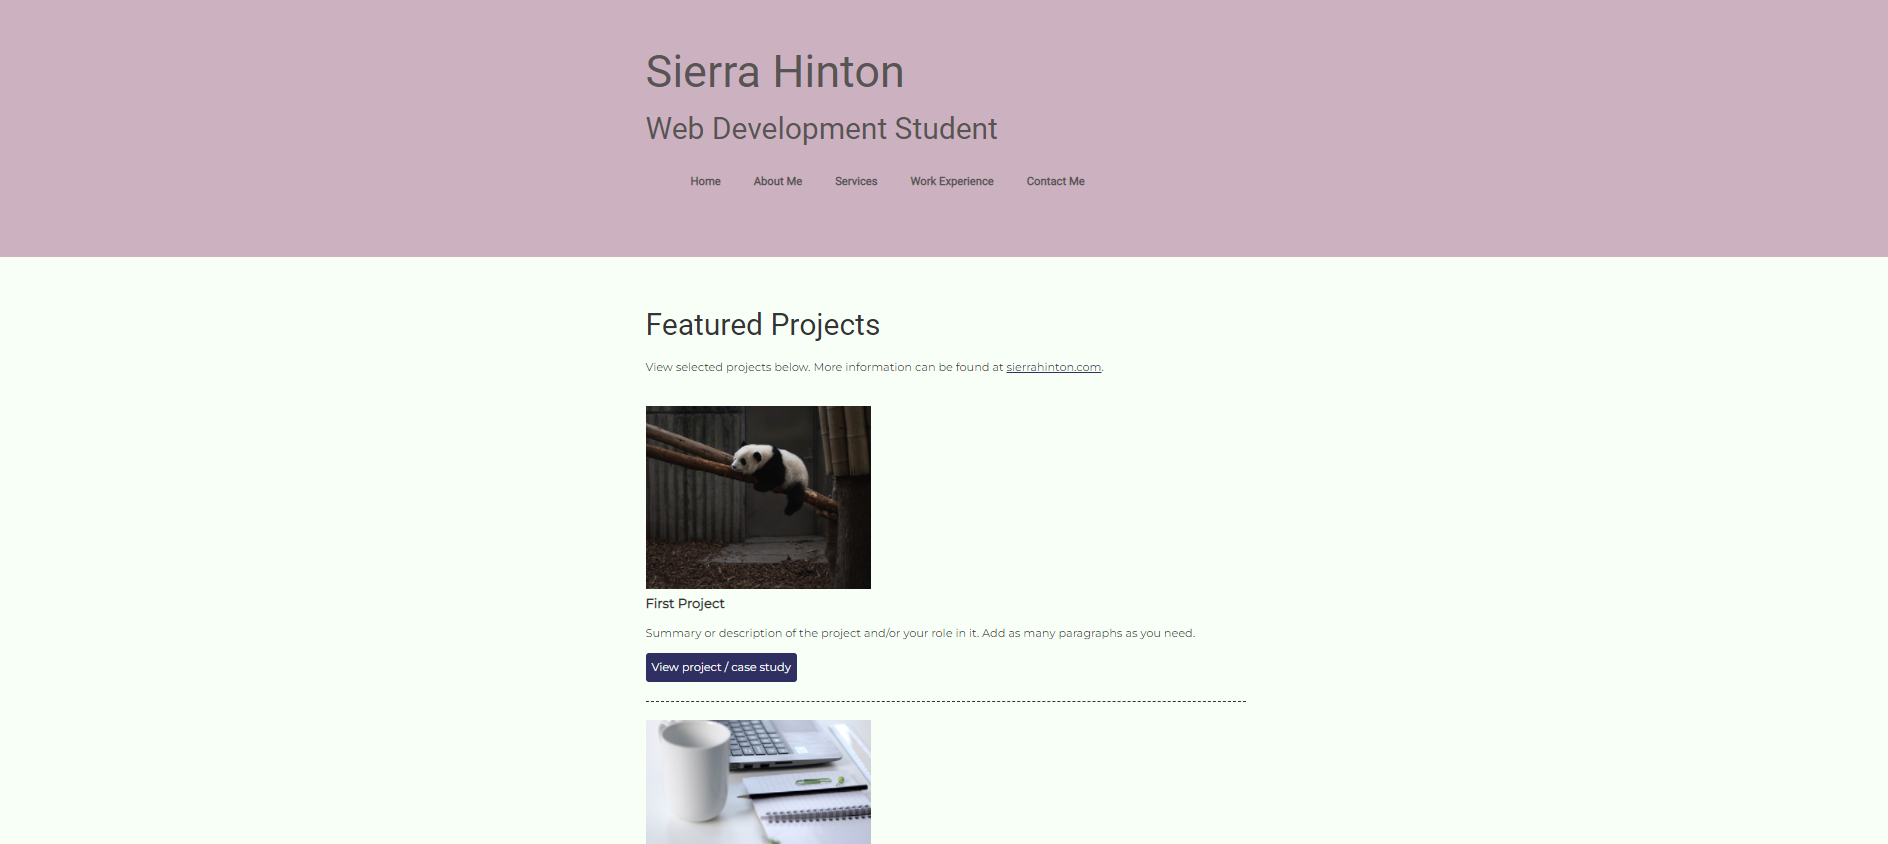 Sierra Hinton
Web Development Student
Home About Me Services Work Experience Contact Me
Featured Projects
View selected projects below. More information can be found at sierrahinton.com.
First Project
Summary or description of the project and/or your role in it. Add as many paragraphs as you need.
View project / case study